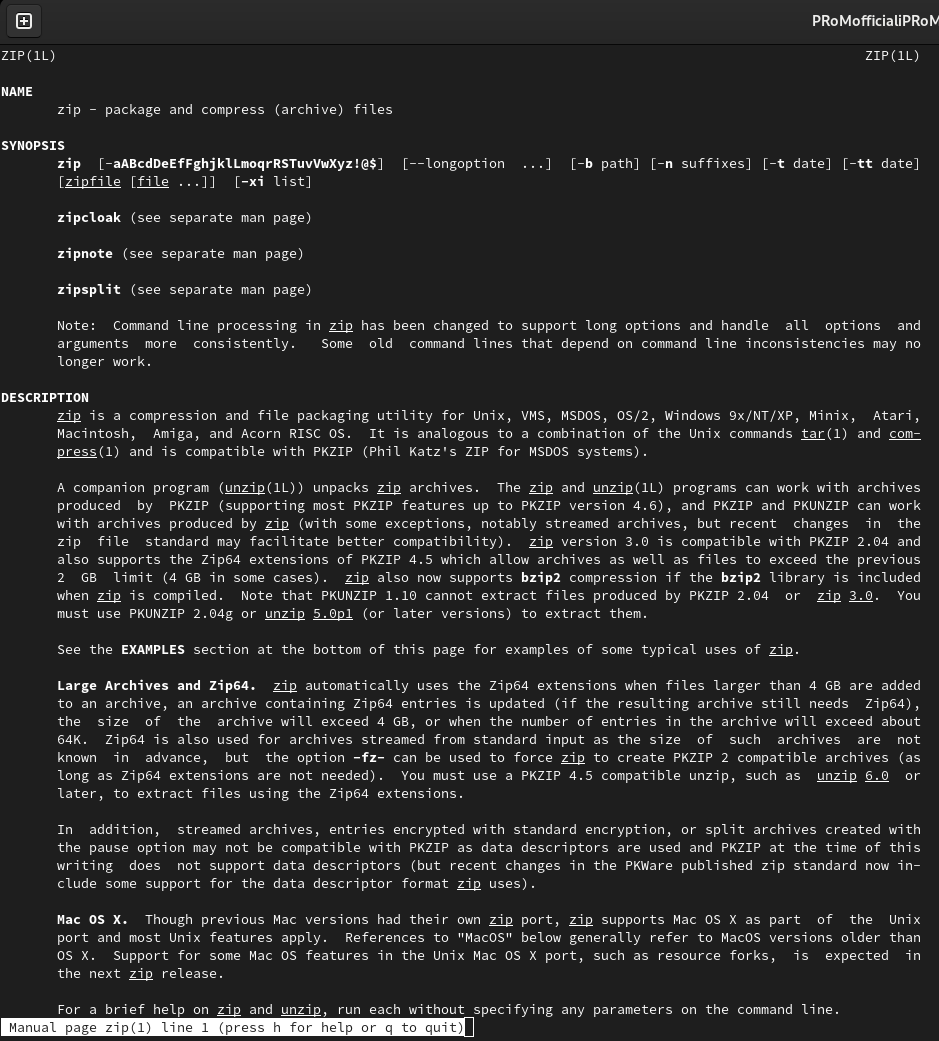 PRoMofficialiPRoM
ZIP(1L) ZIP(1L)
NAME
zip – package and compress (archive) files
SYNOPSIS
zip [–aABcdDeEfFghjklLmoqrRSTuvVwXyz!@$] [--longoption ...] [–b path] [–n suffixes] [–t date] [–tt date]
[zipfile [file ...]] [–xi list]
zipcloak (see separate man page)
zipnote (see separate man page)
zipsplit (see separate man page)
Note: Command line processing in zip has been changed to support long options and handle all options and
arguments more consistently. Some old command lines that depend on command line inconsistencies may no
longer work.
DESCRIPTION
zip is a compression and file packaging utility for Unix, VMS, MSDOS, OS/2, Windows 9x/NT/XP, Minix, Atari,
Macintosh, Amiga, and Acorn RISC OS. It is analogous to a combination of the Unix commands tar(1) and com–
press(1) and is compatible with PKZIP (Phil Katz's ZIP for MSDOS systems).
A companion program (unzip(1L)) unpacks zip archives. The zip and unzip(1L) programs can work with archives
produced by PKZIP (supporting most PKZIP features up to PKZIP version 4.6), and PKZIP and PKUNZIP can work
with archives produced by zip (with some exceptions, notably streamed archives, but recent changes in the
zip file standard may facilitate better compatibility). zip version 3.0 is compatible with PKZIP 2.04 and
also supports the Zip64 extensions of PKZIP 4.5 which allow archives as well as files to exceed the previous
2 GB limit (4 GB in some cases). zip also now supports bzip2 compression if the bzip2 library is included
when zip is compiled. Note that PKUNZIP 1.10 cannot extract files produced by PKZIP 2.04 or zip 3.0. You
must use PKUNZIP 2.04g or unzip 5.0p1 (or later versions) to extract them.
See the EXAMPLES section at the bottom of this page for examples of some typical uses of zip.
Large Archives and Zip64. zip automatically uses the Zip64 extensions when files larger than 4 GB are added
to an archive, an archive containing Zip64 entries is updated (if the resulting archive still needs Zip64),
the size of the archive will exceed 4 GB, or when the number of entries in the archive will exceed about
64K. Zip64 is also used for archives streamed from standard input as the size of such archives are not
known in advance, but the option –fz– can be used to force zip to create PKZIP 2 compatible archives (as
long as Zip64 extensions are not needed). You must use a PKZIP 4.5 compatible unzip, such as unzip 6.0 or
later, to extract files using the Zip64 extensions.
In addition, streamed archives, entries encrypted with standard encryption, or split archives created with
the pause option may not be compatible with PKZIP as data descriptors are used and PKZIP at the time of this
writing does not support data descriptors (but recent changes in the PKWare published zip standard now in–
clude some support for the data descriptor format zip uses).
Mac OS X. Though previous Mac versions had their own zip port, zip supports Mac OS X as part of the Unix
port and most Unix features apply. References to "MacOS" below generally refer to MacOS versions older than
OS X. Support for some Mac OS features in the Unix Mac OS X port, such as resource forks, is expected in
the next zip release.
For a brief help on zip and unzip, run each without specifying any parameters on the command line.
Manual page zip(1) line 1 (press h for help or q to quit)